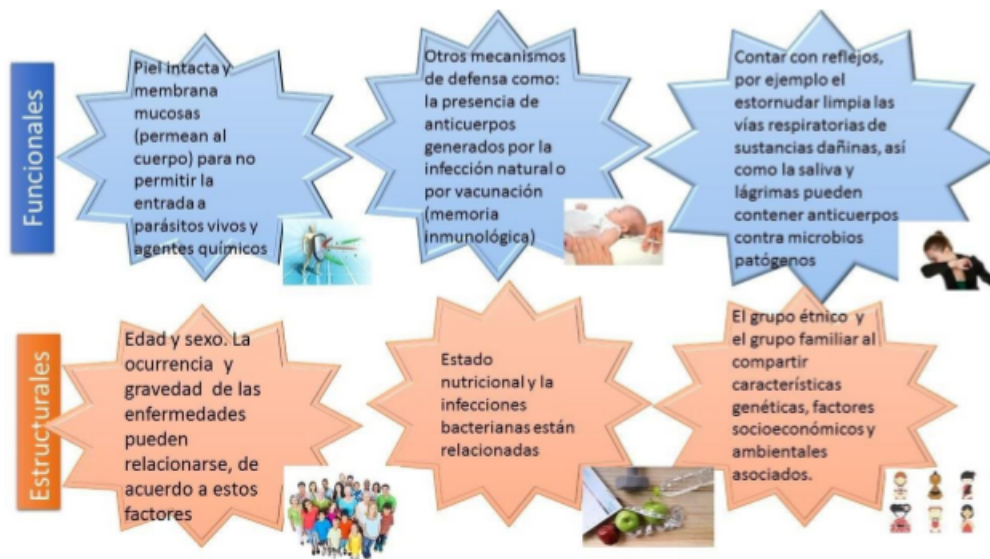 Funcionales
Piel intacta y
membrana
mucosas
(permean al
cuerpo) para no
permitir la
entrada a
parásitos vivos y
agentes químicos
Otros mecanismos
de defensa como:
la presencia de
anticuerpos
generados por la
infección natural o
por vacunación
(memoria
inmunológica)
Contar con reflejos,
por ejemplo el
estornudar limpia las
vías respiratorias de
sustancias dañinas, así
como la saliva y
lágrimas pueden
contener anticuerpos
contra microbios
patógenos
Estructurales
Edad y sexo. La
ocurrencia y
gravedad de las
enfermedades
pueden
relacionarse, de
acuerdo a estos
factores
Estado
nutricional y la
infecciones
bacterianas están
relacionadas
El grupo étnico y
el grupo familiar al
compartir
características
genéticas, factores
socioeconómicos y
ambientales
asociados.